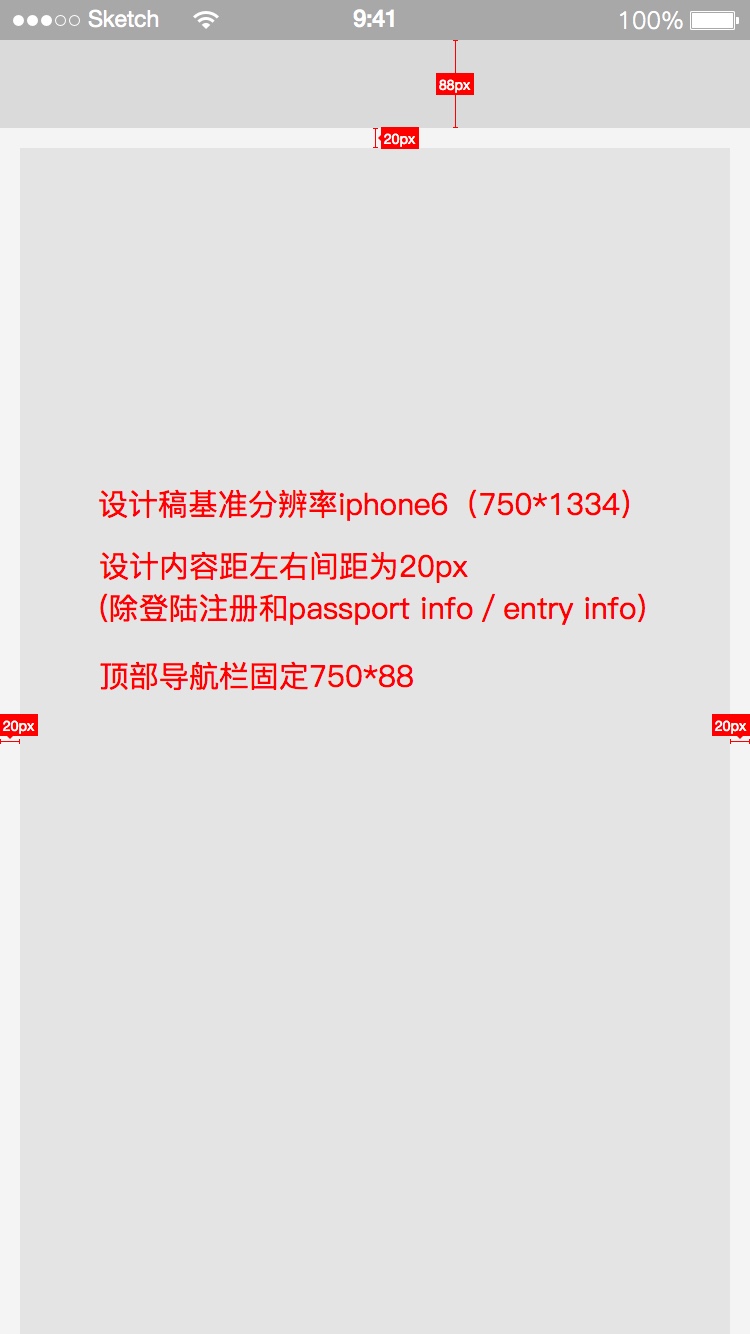 Sketch 9:41 100%
88px
20px
设计稿基准分辨率iphone6（750*1334）
设计内容距左右间距为20px
(除登陆注册和passport info / entry info)
顶部导航栏固定750*88
20px 20px